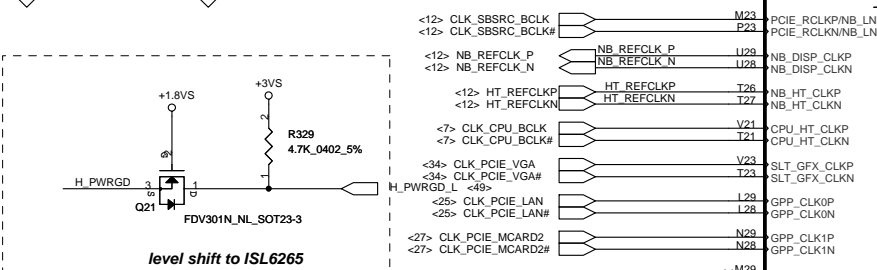 <12> CLK_SBSRC_BCLK M23 PCIE_RCLKP/NB_LN
<12> CLK_SBSRC_BCLK# P23 PCIE_RCLKN/NB_LN
<12> NB_REFCLK_P NB_REFCLK_P U29 NB_DISP_CLKP
<12> NB_REFCLK_N NB_REFCLK_N U28 NB_DISP_CLKN
<12> HT_REFCLKP HT_REFCLKP T26 NB_HT_CLKP
<12> HT_REFCLKN HT_REFCLKN T27 NB_HT_CLKN
<7> CLK_CPU_BCLK V21 CPU_HT_CLKP
<7> CLK_CPU_BCLK# T21 CPU_HT_CLKN
<34> CLK_PCIE_VGA V23 SLT_GFX_CLKP
<34> CLK_PCIE_VGA# T23 SLT_GFX_CLKN
<25> CLK_PCIE_LAN L29 GPP_CLK0P
<25> CLK_PCIE_LAN# L28 GPP_CLK0N
<27> CLK_PCIE_MCARD2 N29 GPP_CLK1P
<27> CLK_PCIE_MCARD2# N28 GPP_CLK1N
M29
+1.8VS
+3VS
2
R329
4.7K_0402_5%
1
G
2
H_PWRGD 3 S 1 D H_PWRGD_L <49>
Q21
FDV301N_NL_SOT23-3
level shift to ISL6265